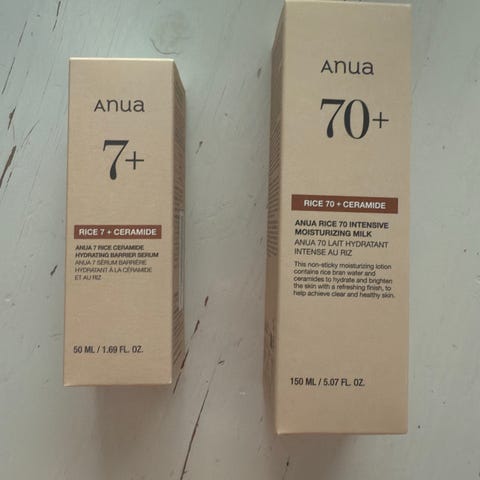 Anua
7+
RICE 7 + CERAMIDE
ANUA 7 RICE CERAMIDE
HYDRATING BARRIER SERUM
ANUA 7 SÉRUM BARRIÈRE
HYDRATANT À LA CÉRAMIDE
ET AU RIZ
50 ML / 1.69 FL. OZ.
Anua
70+
RICE 70 + CERAMIDE
ANUA RICE 70 INTENSIVE
MOISTURIZING MILK
ANUA 70 LAIT HYDRATANT
INTENSE AU RIZ
This non-sticky moisturizing lotion
contains rice bran water and
ceramides to hydrate and brighten
the skin with a refreshing finish, to
help achieve clear and healthy skin.
150 ML / 5.07 FL. OZ.